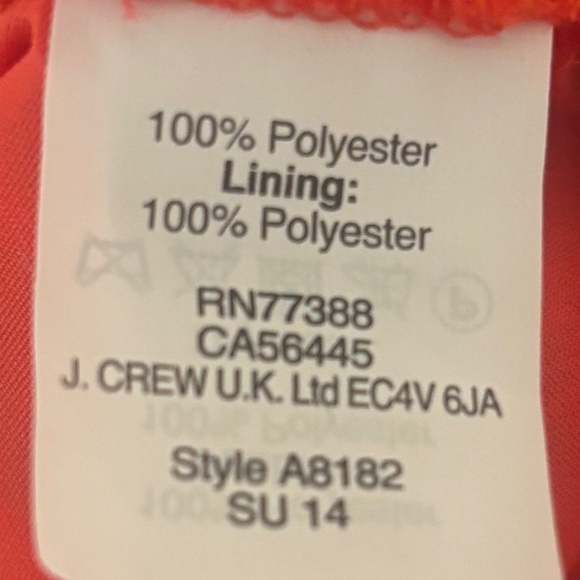 100% Polyester
Lining:
100% Polyester
RN77388
CA56445
J. CREW U.K. Ltd EC4V 6JA
Style A8182
SU 14